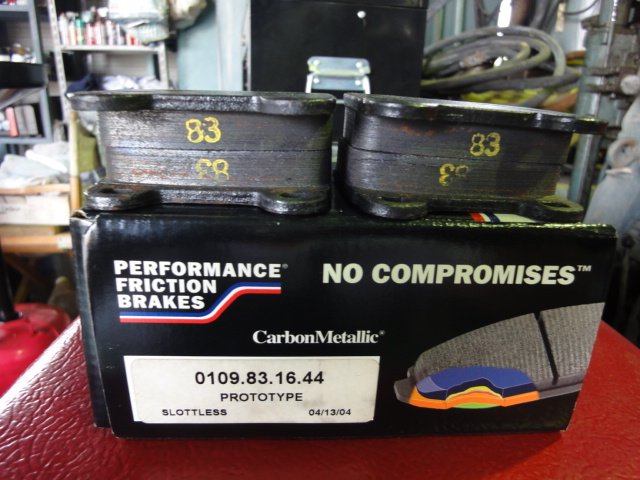 83
83
83
83
PERFORMANCE®
FRICTION
BRAKES
NO COMPROMISES™
CarbonMetallic®
0109.83.16.44
PROTOTYPE
SLOTTLESS 04/13/04